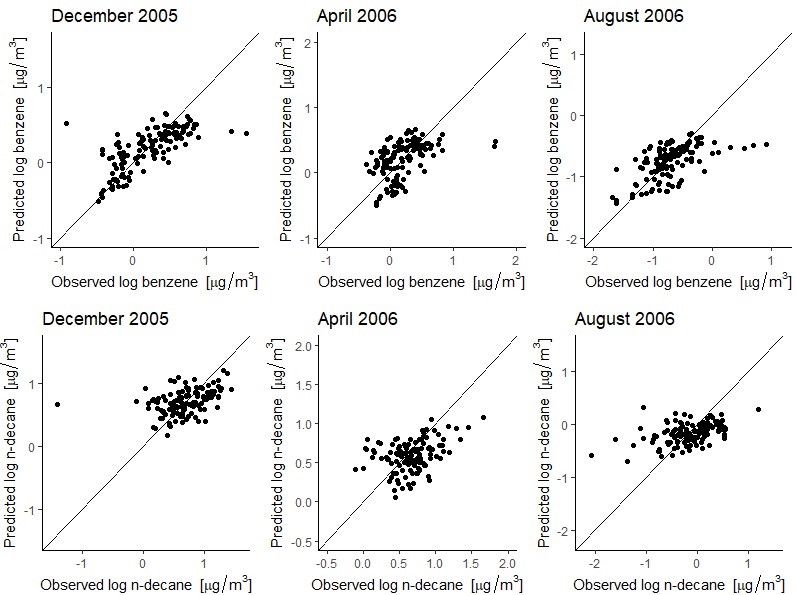 December 2005
April 2006
August 2006
Predicted log benzene [μg/m³]
1
0
-1
-1
0
1
Observed log benzene [μg/m³]
Predicted log benzene [μg/m³]
2
1
0
-1
-1
0
1
2
Observed log benzene [μg/m³]
Predicted log benzene [μg/m³]
1
0
-1
-2
-2
-1
0
1
Observed log benzene [μg/m³]
December 2005
April 2006
August 2006
Predicted log n-decane [μg/m³]
1
0
-1
-1
0
1
Observed log n-decane [μg/m³]
Predicted log n-decane [μg/m³]
2.0
1.5
1.0
0.5
0.0
-0.5
-0.5
0.0
0.5
1.0
1.5
2.0
Observed log n-decane [μg/m³]
Predicted log n-decane [μg/m³]
1
0
-1
-2
-2
-1
0
1
Observed log n-decane [μg/m³]